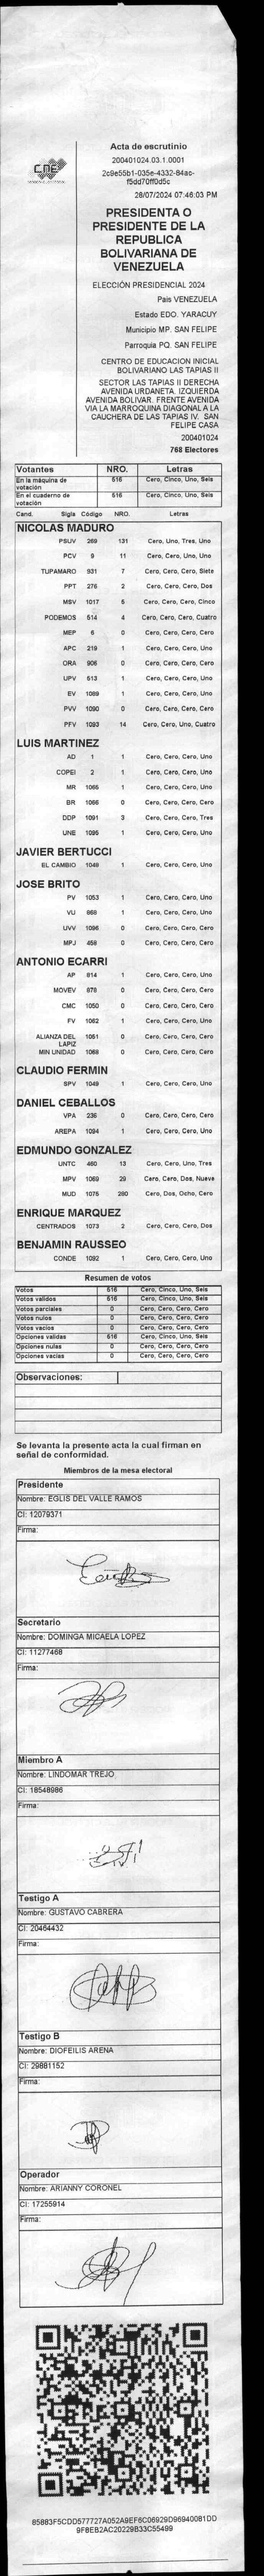 CNE
Acta de escrutinio
200401024.03.1.0001
2c9e55b1-035e-4332-84ac-
f5dd70ff0d5c
28/07/2024 07:46:03 PM
PRESIDENTA O
PRESIDENTE DE LA
REPUBLICA
BOLIVARIANA DE
VENEZUELA
ELECCIÓN PRESIDENCIAL 2024
Pais VENEZUELA
Estado EDO. YARACUY
Municipio MP. SAN FELIPE
Parroquia PQ. SAN FELIPE
CENTRO DE EDUCACION INICIAL
BOLIVARIANO LAS TAPIAS II
SECTOR LAS TAPIAS II DERECHA
AVENIDA URDANETA. IZQUIERDA
AVENIDA BOLIVAR. FRENTE AVENIDA
VIA LA MARROQUINA DIAGONAL A LA
CAUCHERA DE LAS TAPIAS IV. SAN
FELIPE CASA
200401024
768 Electores
Votantes NRO. Letras
En la máquina de votación 516 Cero, Cinco, Uno, Seis
En el cuaderno de votación 516 Cero, Cinco, Uno, Seis
Cand. Sigla Código NRO. Letras
NICOLAS MADURO
PSUV 269 131 Cero, Uno, Tres, Uno
PCV 9 11 Cero, Cero, Uno, Uno
TUPAMARO 931 7 Cero, Cero, Cero, Siete
PPT 276 2 Cero, Cero, Cero, Dos
MSV 1017 5 Cero, Cero, Cero, Cinco
PODEMOS 514 4 Cero, Cero, Cero, Cuatro
MEP 6 0 Cero, Cero, Cero, Cero
APC 219 1 Cero, Cero, Cero, Uno
ORA 906 0 Cero, Cero, Cero, Cero
UPV 513 1 Cero, Cero, Cero, Uno
EV 1089 1 Cero, Cero, Cero, Uno
PVV 1090 0 Cero, Cero, Cero, Cero
PFV 1093 14 Cero, Cero, Uno, Cuatro
LUIS MARTINEZ
AD 1 1 Cero, Cero, Cero, Uno
COPEI 2 1 Cero, Cero, Cero, Uno
MR 1065 1 Cero, Cero, Cero, Uno
BR 1066 0 Cero, Cero, Cero, Cero
DDP 1091 3 Cero, Cero, Cero, Tres
UNE 1095 1 Cero, Cero, Cero, Uno
JAVIER BERTUCCI
EL CAMBIO 1048 1 Cero, Cero, Cero, Uno
JOSE BRITO
PV 1053 1 Cero, Cero, Cero, Uno
VU 868 1 Cero, Cero, Cero, Uno
UVV 1096 0 Cero, Cero, Cero, Cero
MPJ 459 0 Cero, Cero, Cero, Cero
ANTONIO ECARRI
AP 814 1 Cero, Cero, Cero, Uno
MOVEV 878 0 Cero, Cero, Cero, Cero
CMC 1050 0 Cero, Cero, Cero, Cero
FV 1062 1 Cero, Cero, Cero, Uno
ALIANZA DEL LAPIZ 1051 0 Cero, Cero, Cero, Cero
MIN UNIDAD 1068 0 Cero, Cero, Cero, Cero
CLAUDIO FERMIN
SPV 1049 1 Cero, Cero, Cero, Uno
DANIEL CEBALLOS
VPA 236 0 Cero, Cero, Cero, Cero
AREPA 1094 1 Cero, Cero, Cero, Uno
EDMUNDO GONZALEZ
UNTC 460 13 Cero, Cero, Uno, Tres
MPV 1069 29 Cero, Cero, Dos, Nueve
MUD 1075 280 Cero, Dos, Ocho, Cero
ENRIQUE MARQUEZ
CENTRADOS 1073 2 Cero, Cero, Cero, Dos
BENJAMIN RAUSSEO
CONDE 1092 1 Cero, Cero, Cero, Uno
Resumen de votos
Votos 516 Cero, Cinco, Uno, Seis
Votos validos 516 Cero, Cinco, Uno, Seis
Votos parciales 0 Cero, Cero, Cero, Cero
Votos nulos 0 Cero, Cero, Cero, Cero
Votos vacios 0 Cero, Cero, Cero, Cero
Opciones validas 516 Cero, Cinco, Uno, Seis
Opciones nulas 0 Cero, Cero, Cero, Cero
Opciones vacias 0 Cero, Cero, Cero, Cero
Observaciones:
Se levanta la presente acta la cual firman en
señal de conformidad.
Miembros de la mesa electoral
Presidente
Nombre: EGLIS DEL VALLE RAMOS
CI: 12079371
Firma:
Secretario
Nombre: DOMINGA MICAELA LOPEZ
CI: 11277468
Firma:
Miembro A
Nombre: LINDOMAR TREJO
CI: 18548986
Firma:
Testigo A
Nombre: GUSTAVO CABRERA
CI: 20464432
Firma:
Testigo B
Nombre: DIOFEILIS ARENA
CI: 29881152
Firma:
Operador
Nombre: ARIANNY CORONEL
CI: 17255914
Firma:
85883F5CDD577727A052A9EF6C06929D969400B1DD
9F8EB2AC20229B33C55499